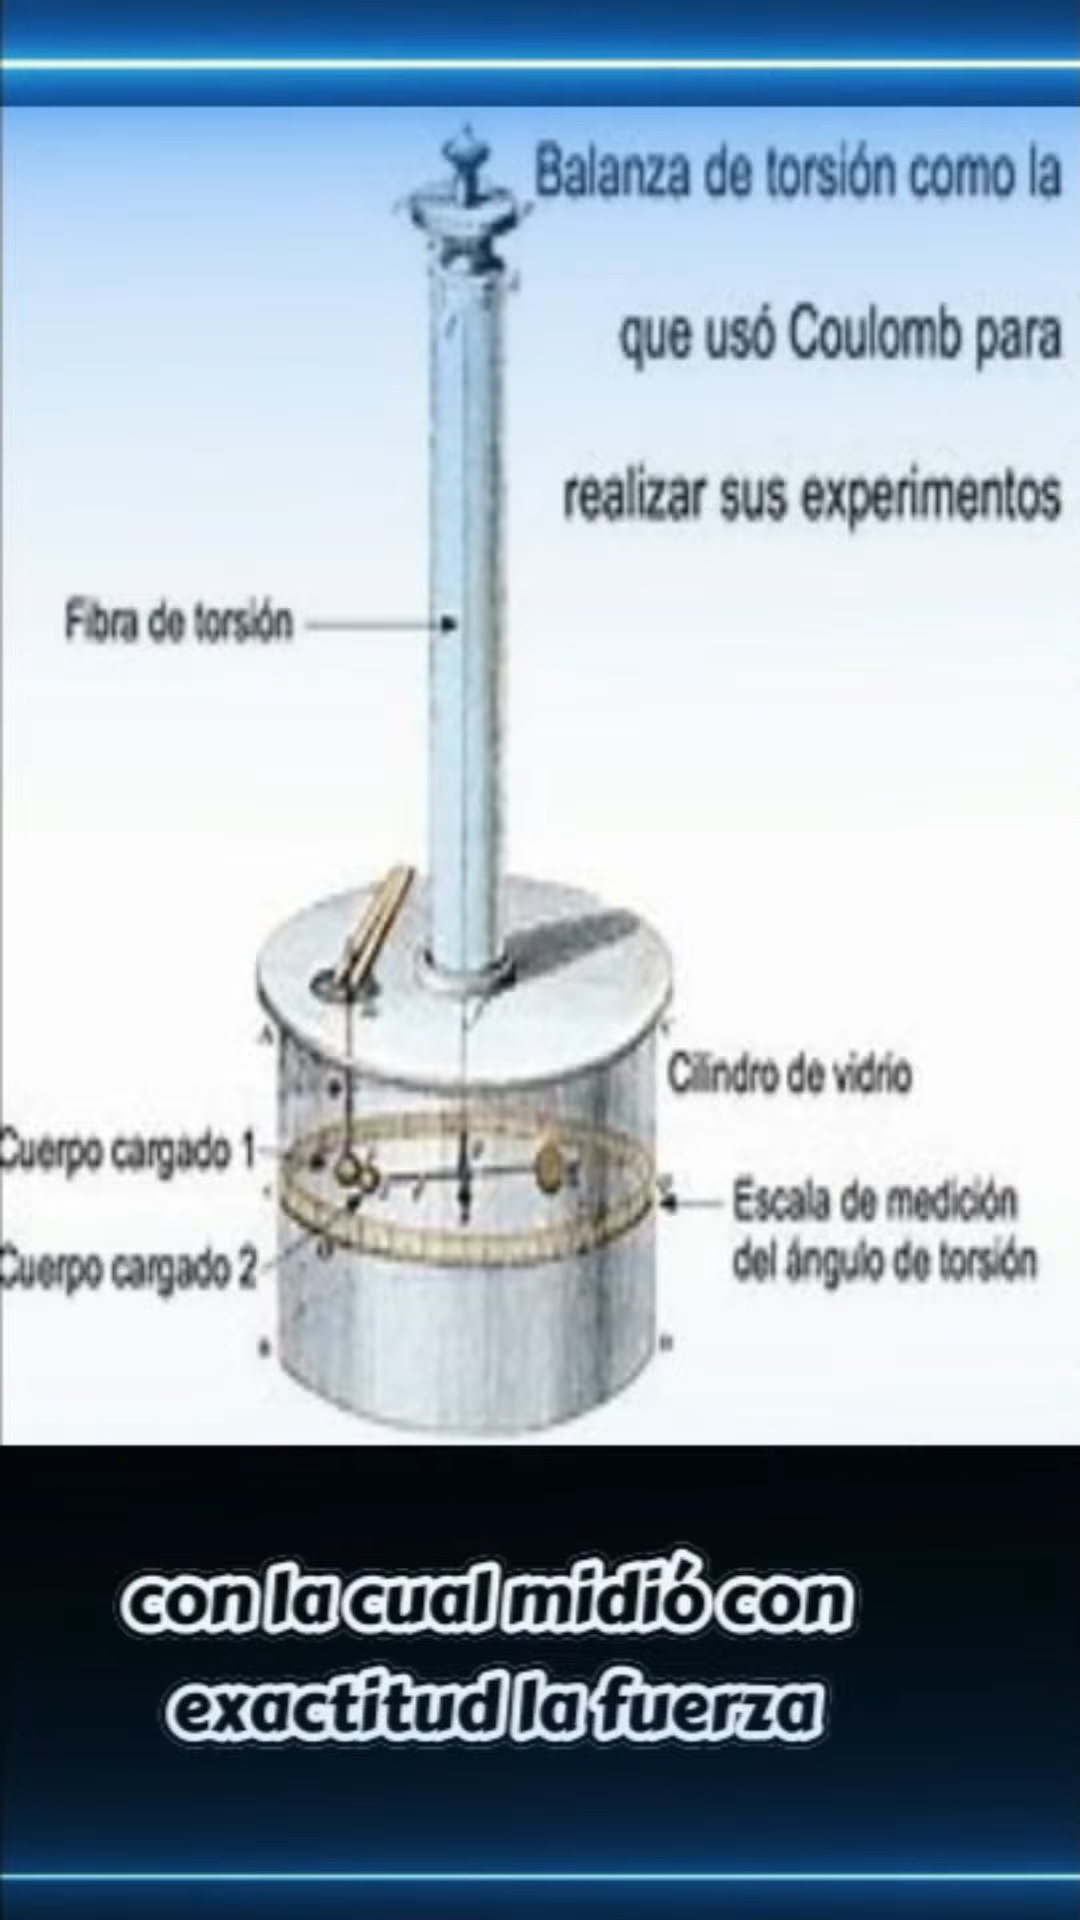 Balanza de torsión como la
que usó Coulomb para
realizar sus experimentos
Fibra de torsión
Cilindro de vidrio
Cuerpo cargado 1
Escala de medición
del ángulo de torsión
Cuerpo cargado 2
con la cual midió con
exactitud la fuerza